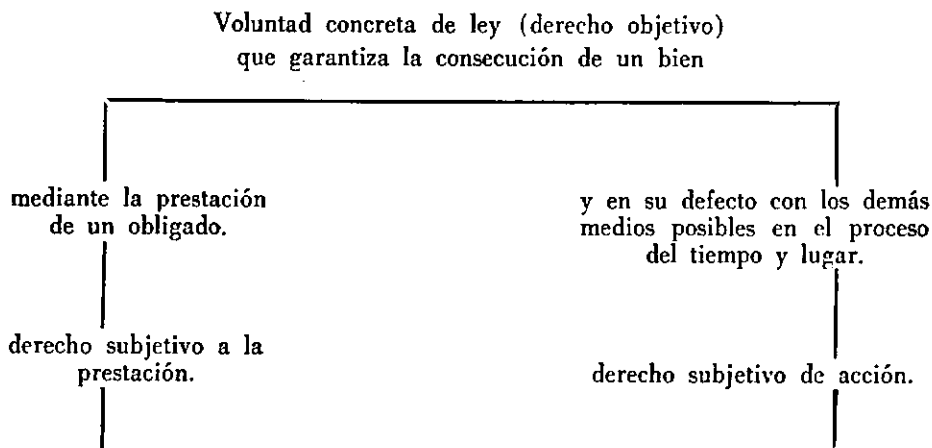 Voluntad concreta de ley (derecho objetivo)
que garantiza la consecución de un bien
mediante la prestación
de un obligado.
y en su defecto con los demás
medios posibles en el proceso
del tiempo y lugar.
derecho subjetivo a la
prestación.
derecho subjetivo de acción.